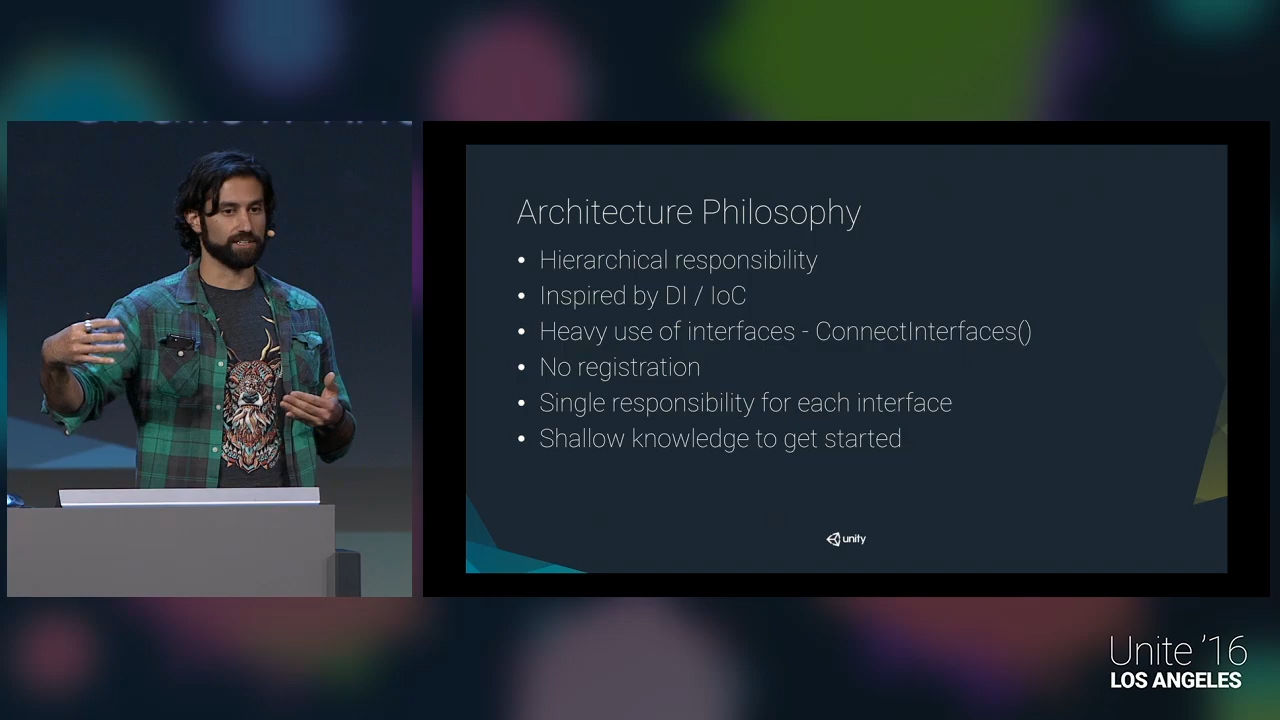 Architecture Philosophy
• Hierarchical responsibility
• Inspired by DI / IoC
• Heavy use of interfaces - ConnectInterfaces()
• No registration
• Single responsibility for each interface
• Shallow knowledge to get started
unity
Unite '16
LOS ANGELES